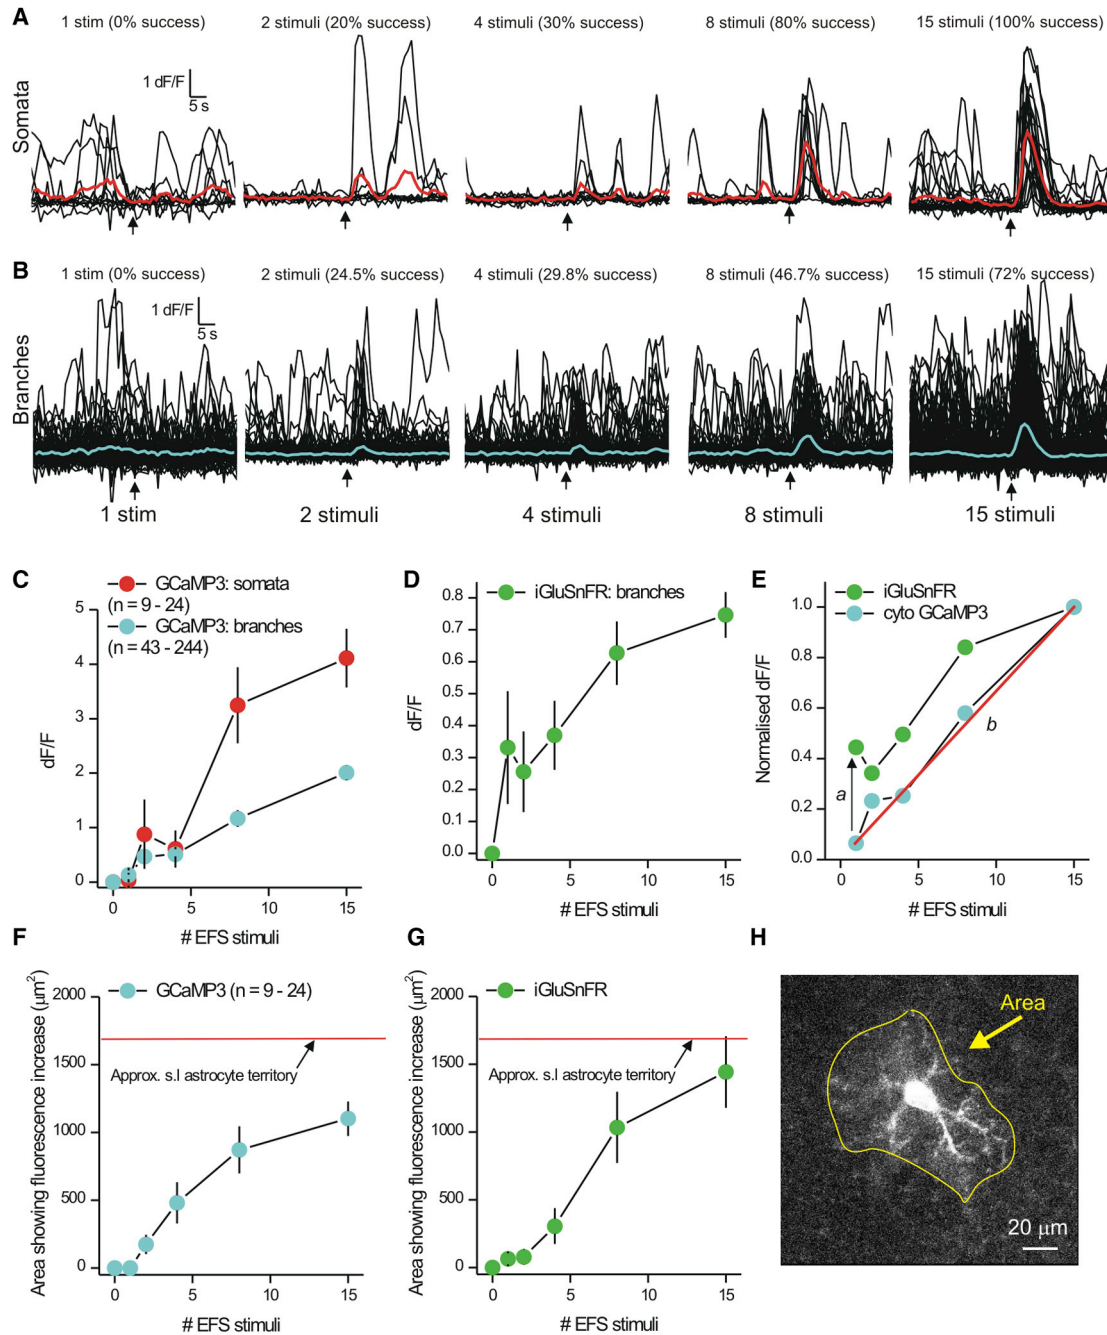 A
1 stim (0% success)
2 stimuli (20% success)
4 stimuli (30% success)
8 stimuli (80% success)
15 stimuli (100% success)
Somata
1 dF/F
5 s
B
1 stim (0% success)
2 stimuli (24.5% success)
4 stimuli (29.8% success)
8 stimuli (46.7% success)
15 stimuli (72% success)
Branches
1 dF/F
5 s
1 stim
2 stimuli
4 stimuli
8 stimuli
15 stimuli
C
GCaMP3: somata
(n = 9 - 24)
GCaMP3: branches
(n = 43 - 244)
dF/F
5
4
3
2
1
0
0
5
10
15
# EFS stimuli
D
iGluSnFR: branches
dF/F
0.8
0.7
0.6
0.5
0.4
0.3
0.2
0.1
0.0
0
5
10
15
# EFS stimuli
E
iGluSnFR
cyto GCaMP3
Normalised dF/F
1.0
0.8
0.6
0.4
0.2
0.0
a
b
0
5
10
15
# EFS stimuli
F
GCaMP3 (n = 9 - 24)
Area showing fluorescence increase (μm²)
2000
1500
1000
500
0
Approx. s.l astrocyte territory
0
5
10
15
# EFS stimuli
G
iGluSnFR
Area showing fluorescence increase (μm²)
2000
1500
1000
500
0
Approx. s.l astrocyte territory
0
5
10
15
# EFS stimuli
H
Area
20 μm